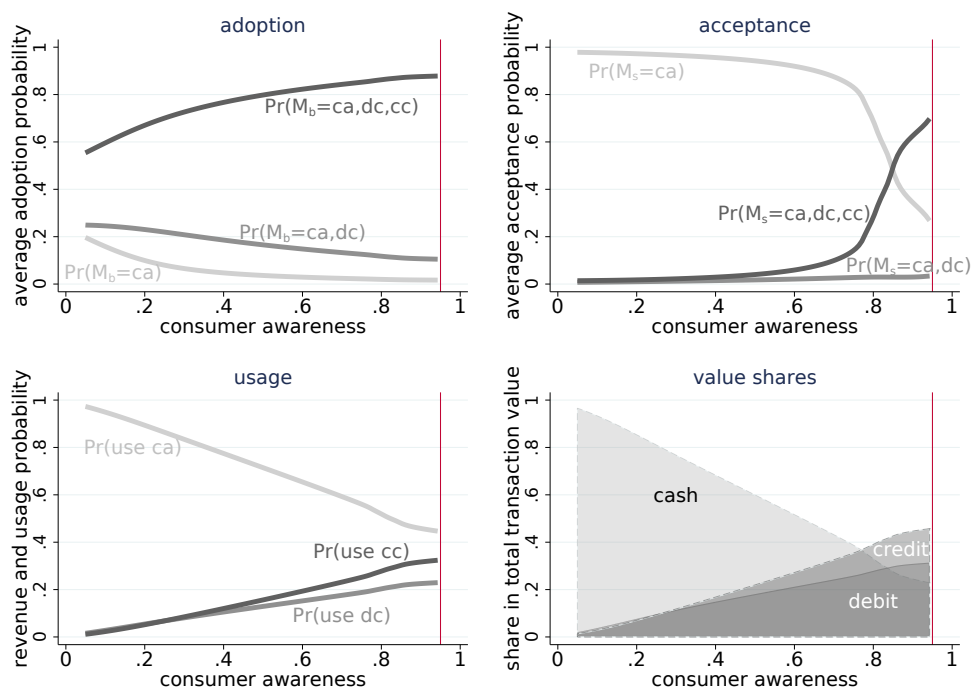 adoption
average adoption probability
0 .2 .4 .6 .8 1
Pr(M_b=ca,dc,cc)
Pr(M_b=ca,dc)
Pr(M_b=ca)
0 .2 .4 .6 .8 1
consumer awareness
acceptance
average acceptance probability
0 .2 .4 .6 .8 1
Pr(M_s=ca)
Pr(M_s=ca,dc,cc)
Pr(M_s=ca,dc)
0 .2 .4 .6 .8 1
consumer awareness
usage
revenue and usage probability
0 .2 .4 .6 .8 1
Pr(use ca)
Pr(use cc)
Pr(use dc)
0 .2 .4 .6 .8 1
consumer awareness
value shares
share in total transaction value
0 .2 .4 .6 .8 1
cash
credit
debit
0 .2 .4 .6 .8 1
consumer awareness